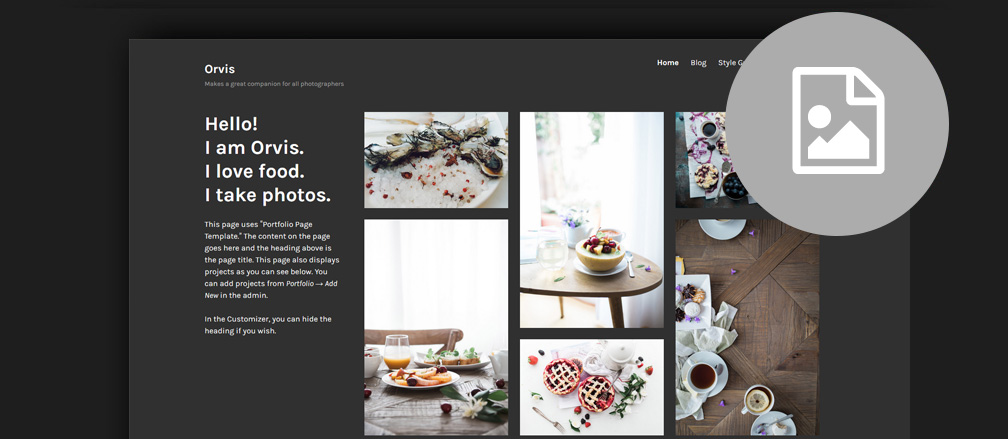 Orvis
Makes a great companion for all photographers
Home Blog Style
Hello!
I am Orvis.
I love food.
I take photos.
This page uses "Portfolio Page
Template." The content on the page
goes here and the heading above is
the page title. This page also displays
projects as you can see below. You
can add projects from Portfolio → Add
New in the admin.
In the Customizer, you can hide the
heading if you wish.